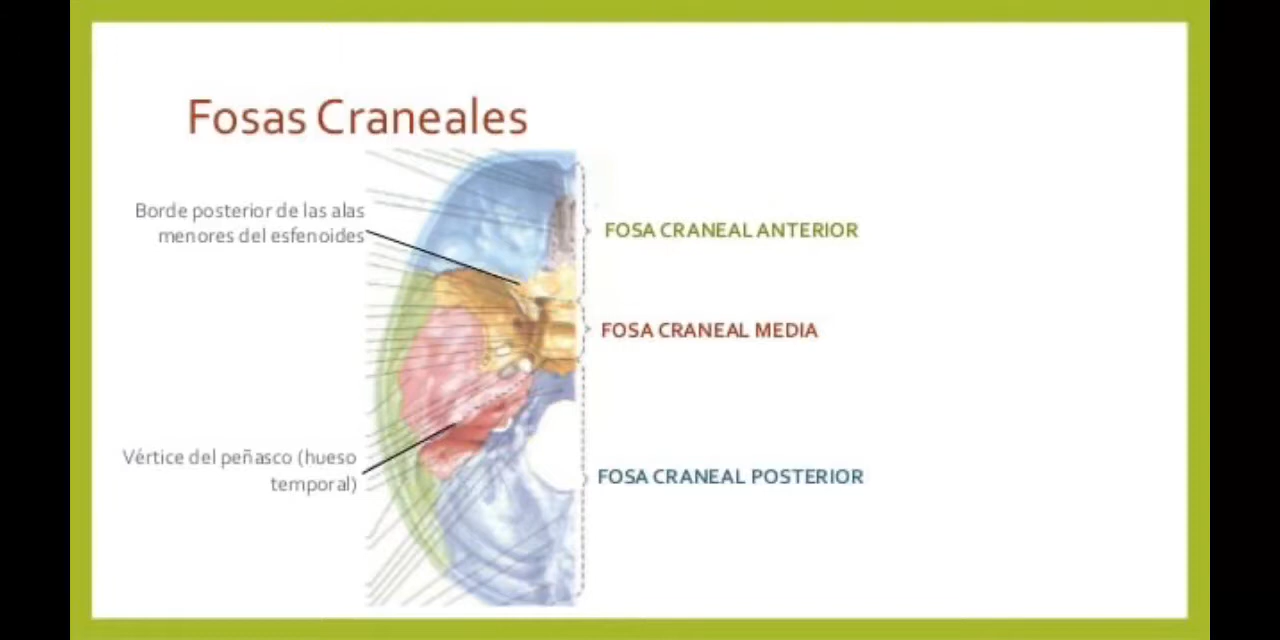 Fosas Craneales
Borde posterior de las alas
menores del esfenoides
FOSA CRANEAL ANTERIOR
FOSA CRANEAL MEDIA
Vértice del peñasco (hueso
temporal)
FOSA CRANEAL POSTERIOR